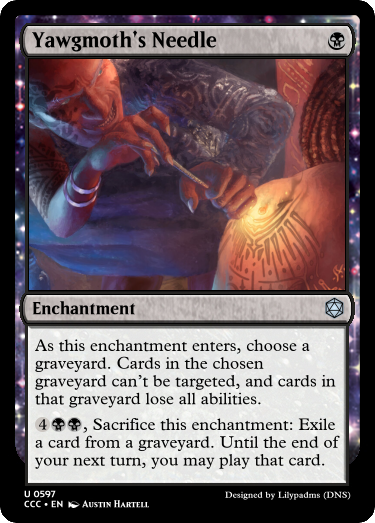 Yawgmoth's Needle
Enchantment
As this enchantment enters, choose a
graveyard. Cards in the chosen
graveyard can't be targeted, and cards in
that graveyard lose all abilities.
4, Sacrifice this enchantment: Exile
a card from a graveyard. Until the end of
your next turn, you may play that card.
U 0597
Designed by Lilypadms (DNS)
CCC • EN Austin Hartell